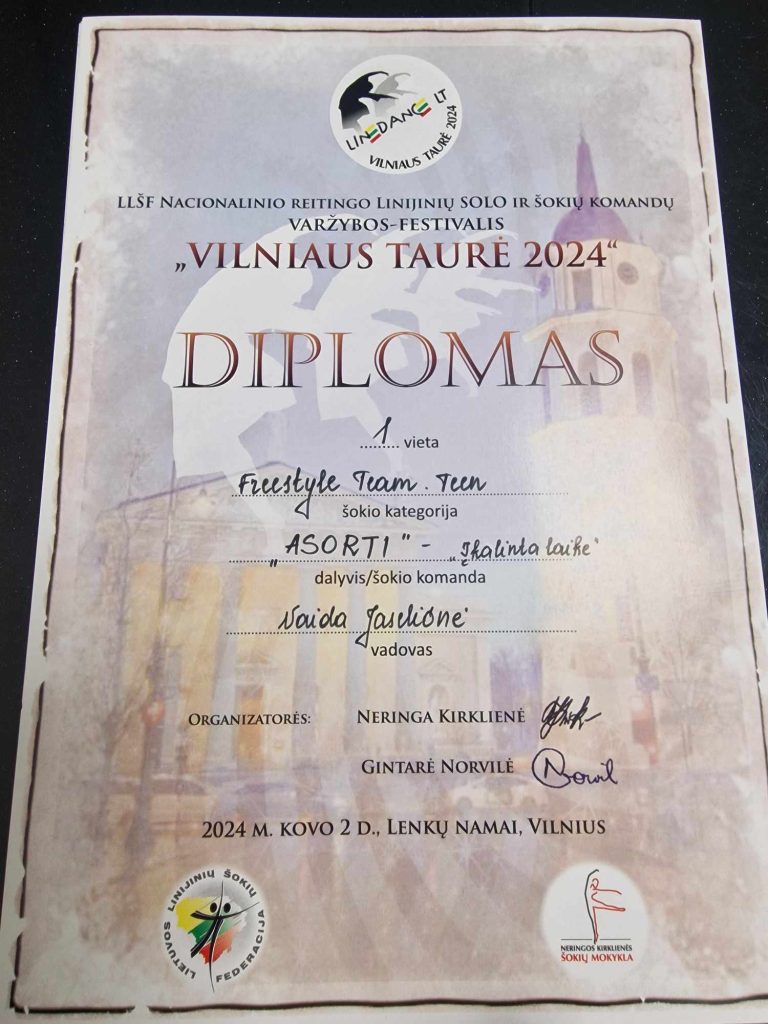 LINEDANCE LT
VILNIAUS TAURĖ 2024
LLŠF NACIONALINIO REITINGO LINIJINIŲ SOLO IR ŠOKIŲ KOMANDŲ
VARŽYBOS-FESTIVALIS
„VILNIAUS TAURĖ 2024“
DIPLOMAS
1 vieta
Freestyle Team. Teen
šokio kategorija
„ASORTI" - „Įkalinta laike"
dalyvis/šokio komanda
Vaida Jaselionė
vadovas
ORGANIZATORĖS: NERINGA KIRKLIENĖ
GINTARĖ NORVILĖ
2024 M. KOVO 2 D., LENKŲ NAMAI, VILNIUS
LIETUVOS LINIJINIŲ ŠOKIŲ FEDERACIJA
NERINGOS KIRKLIENĖS
ŠOKIŲ MOKYKLA